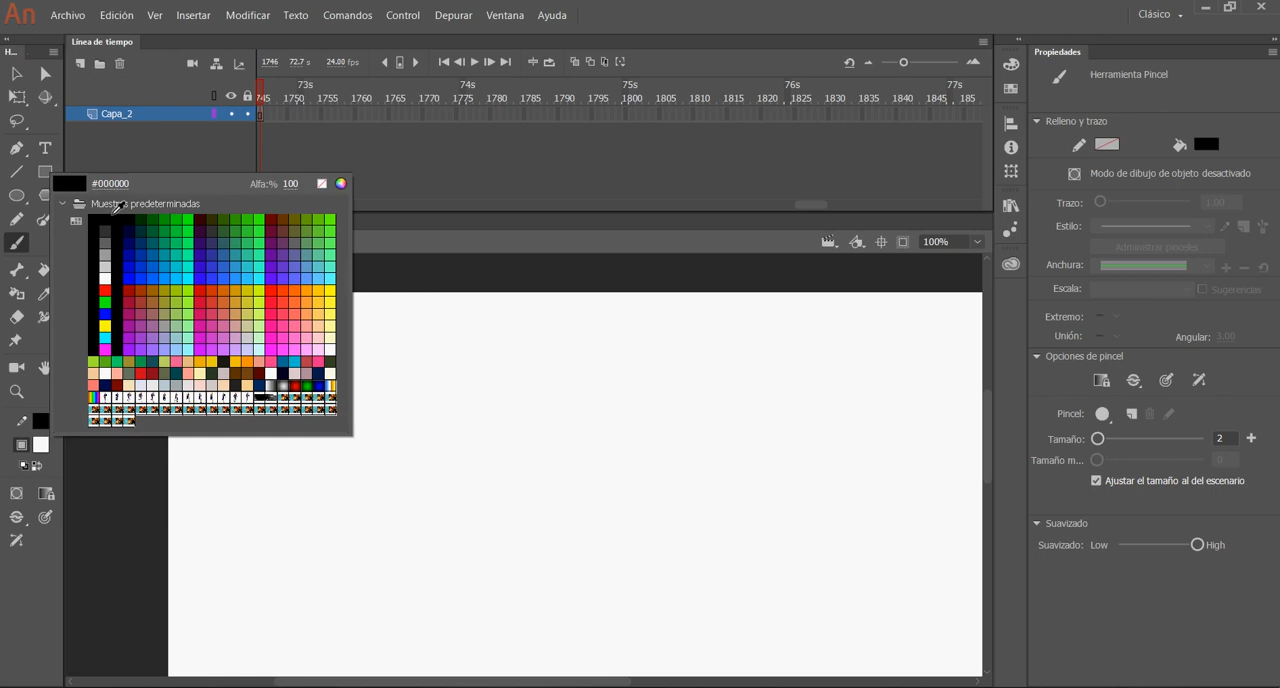 An Archivo Edición Ver Insertar Modificar Texto Comandos Control Depurar Ventana Ayuda Clásico
H... Línea de tiempo Propiedades
1746 72.7 s 24.00 fps Herramienta Pincel
73s 74s 75s 76s 77s
745 1750 1755 1760 1765 1770 1775 1780 1785 1790 1795 1800 1805 1810 1815 1820 1825 1830 1835 1840 1845 185
Capa_2 Relleno y trazo
Modo de dibujo de objeto desactivado
#000000 Alfa:% 100
Muestras predeterminadas Trazo: 1.00
Estilo:
100% Administrar pinceles
Anchura:
Escala: Sugerencias
Extremo:
Unión: Angular: 3.00
Opciones de pincel
Pincel:
Tamaño: 2
Tamaño m... 0
Ajustar el tamaño al del escenario
Suavizado
Suavizado: Low High